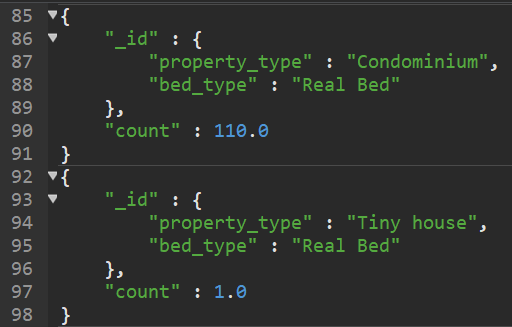 85 {
86 "_id" : {
87 "property_type" : "Condominium",
88 "bed_type" : "Real Bed"
89 },
90 "count" : 110.0
91 }
92 {
93 "_id" : {
94 "property_type" : "Tiny house",
95 "bed_type" : "Real Bed"
96 },
97 "count" : 1.0
98 }